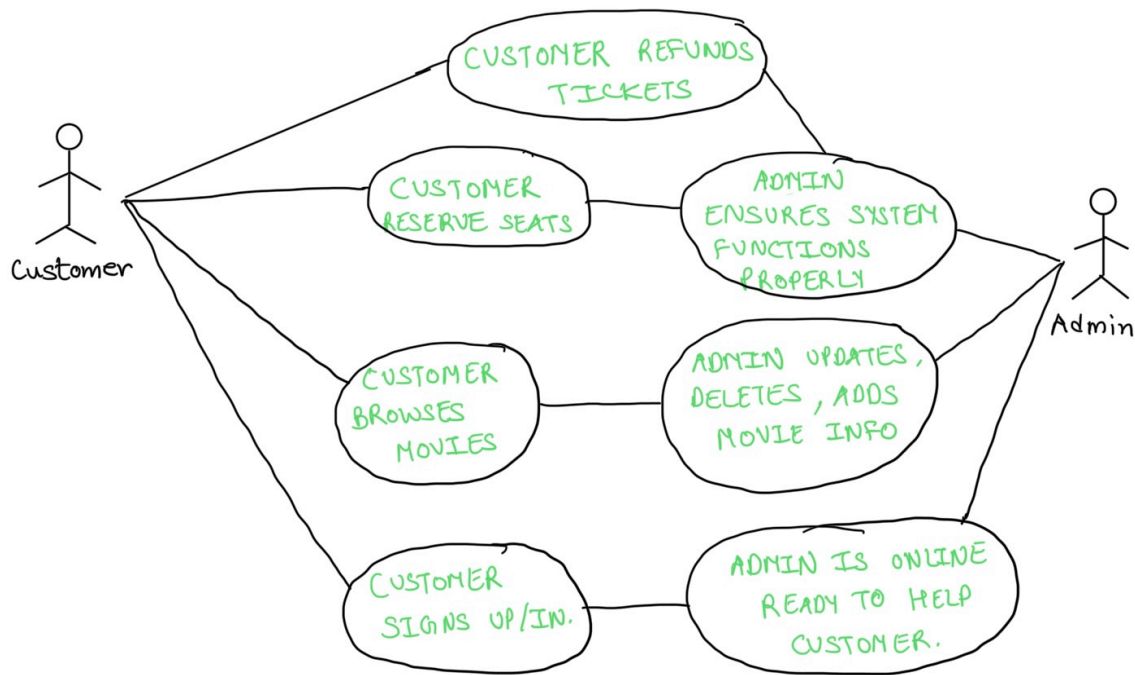 CUSTOMER REFUNDS
TICKETS
CUSTOMER
RESERVE SEATS
ADMIN
ENSURES SYSTEM
FUNCTIONS
PROPERLY
Customer
Admin
CUSTOMER
BROWSES
MOVIES
ADMIN UPDATES,
DELETES, ADDS
MOVIE INFO
CUSTOMER
SIGNS UP/IN.
ADMIN IS ONLINE
READY TO HELP
CUSTOMER.